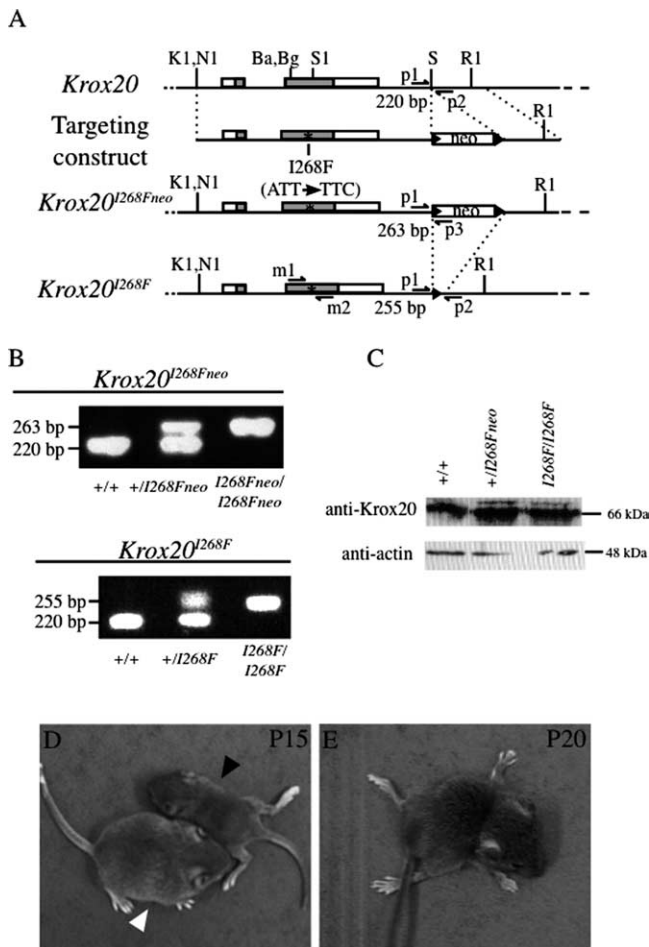 A
K1,N1 Ba,Bg S1 p1 S R1
Krox20
220 bp p2
R1
Targeting construct
neo
I268F
K1,N1 (ATT➔TTC) p1 R1
Krox20I268Fneo
neo
263 bp p3
K1,N1 m1 p1 R1
Krox20I268F
m2 255 bp p2
B
Krox20I268Fneo
263 bp
220 bp
+/+ +/I268Fneo I268Fneo/
I268Fneo
Krox20I268F
255 bp
220 bp
+/+ +/I268F I268F/
I268F
C
+/+ +/I268Fneo I268F/I268F
anti-Krox20 66 kDa
anti-actin 48 kDa
D P15
E P20